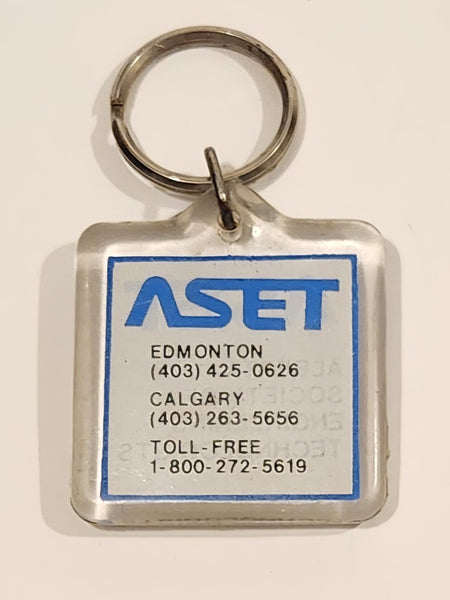 ASET
EDMONTON
(403) 425-0626
CALGARY
(403) 263-5656
TOLL-FREE
1-800-272-5619